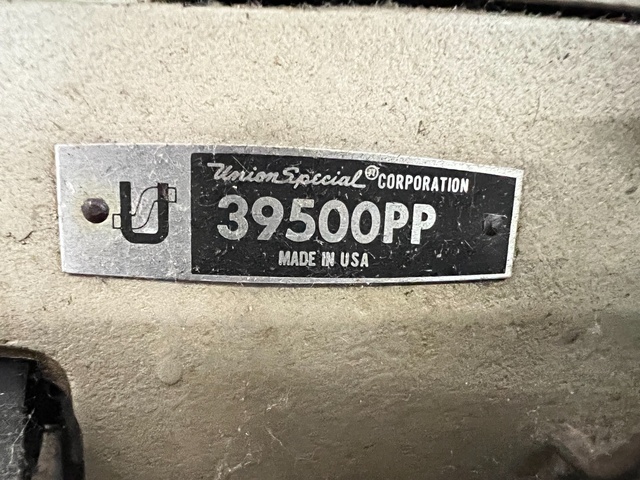 Union Special® CORPORATION
39500PP
MADE IN USA